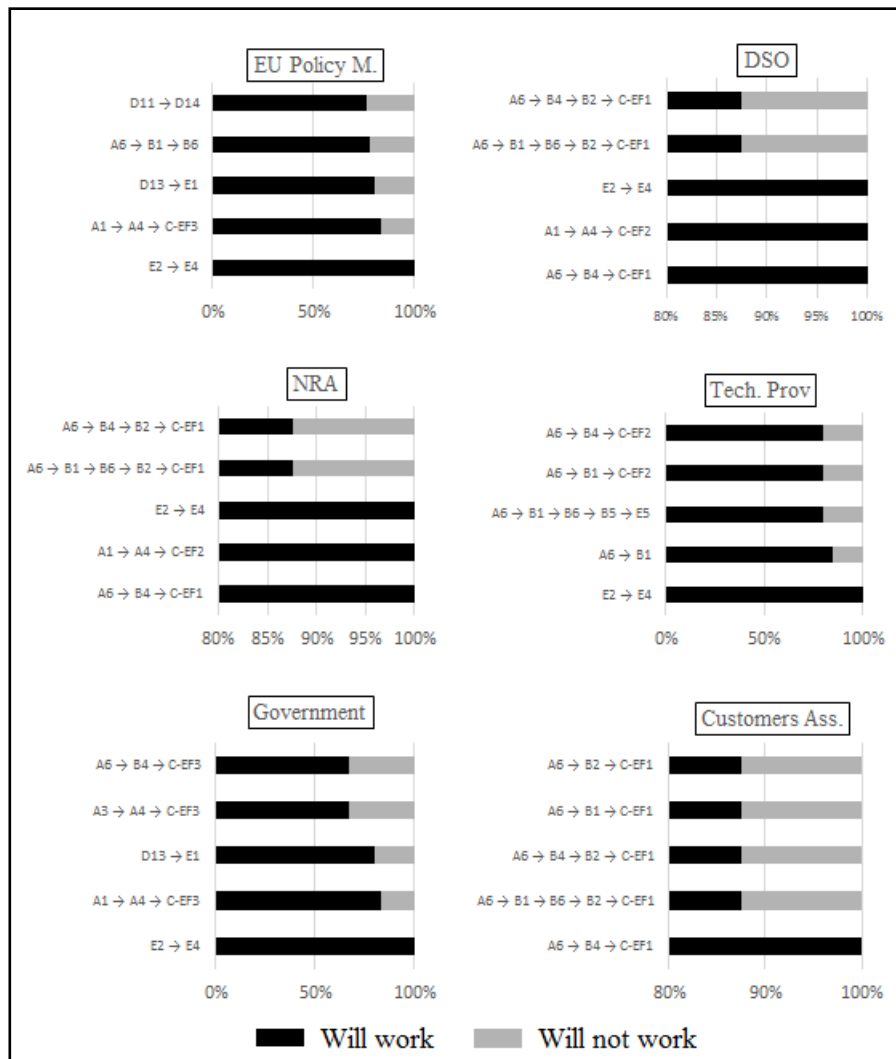 EU Policy M.
D11 → D14
A6 → B1 → B6
D13 → E1
A1 → A4 → C-EF3
E2 → E4
0% 50% 100%
DSO
A6 → B4 → B2 → C-EF1
A6 → B1 → B6 → B2 → C-EF1
E2 → E4
A1 → A4 → C-EF2
A6 → B4 → C-EF1
80% 85% 90% 95% 100%
NRA
A6 → B4 → B2 → C-EF1
A6 → B1 → B6 → B2 → C-EF1
E2 → E4
A1 → A4 → C-EF2
A6 → B4 → C-EF1
80% 85% 90% 95% 100%
Tech. Prov
A6 → B4 → C-EF2
A6 → B1 → C-EF2
A6 → B1 → B6 → B5 → E5
A6 → B1
E2 → E4
0% 50% 100%
Government
A6 → B4 → C-EF3
A3 → A4 → C-EF3
D13 → E1
A1 → A4 → C-EF3
E2 → E4
0% 50% 100%
Customers Ass.
A6 → B2 → C-EF1
A6 → B1 → C-EF1
A6 → B4 → B2 → C-EF1
A6 → B1 → B6 → B2 → C-EF1
A6 → B4 → C-EF1
80% 90% 100%
Will work Will not work